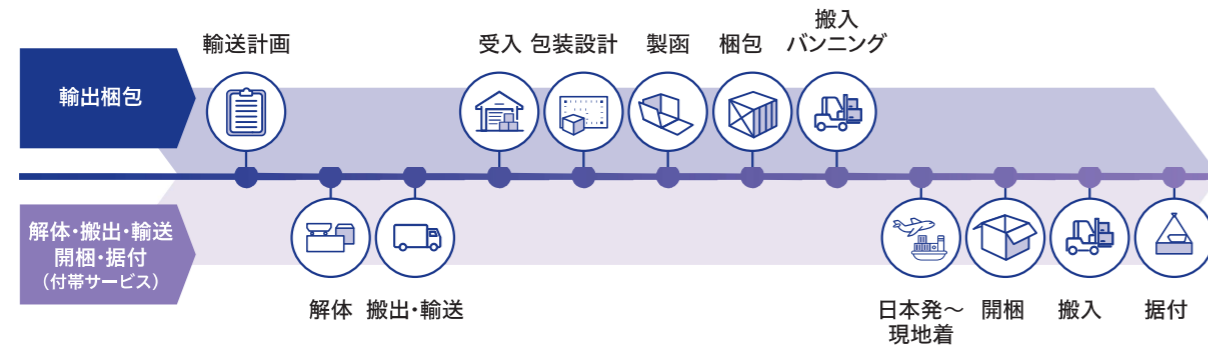 輸出梱包
輸送計画
受入
包装設計
製函
梱包
搬入
バンニング
解体・搬出・輸送
開梱・据付
（付帯サービス）
解体
搬出・輸送
日本発～
現地着
開梱
搬入
据付